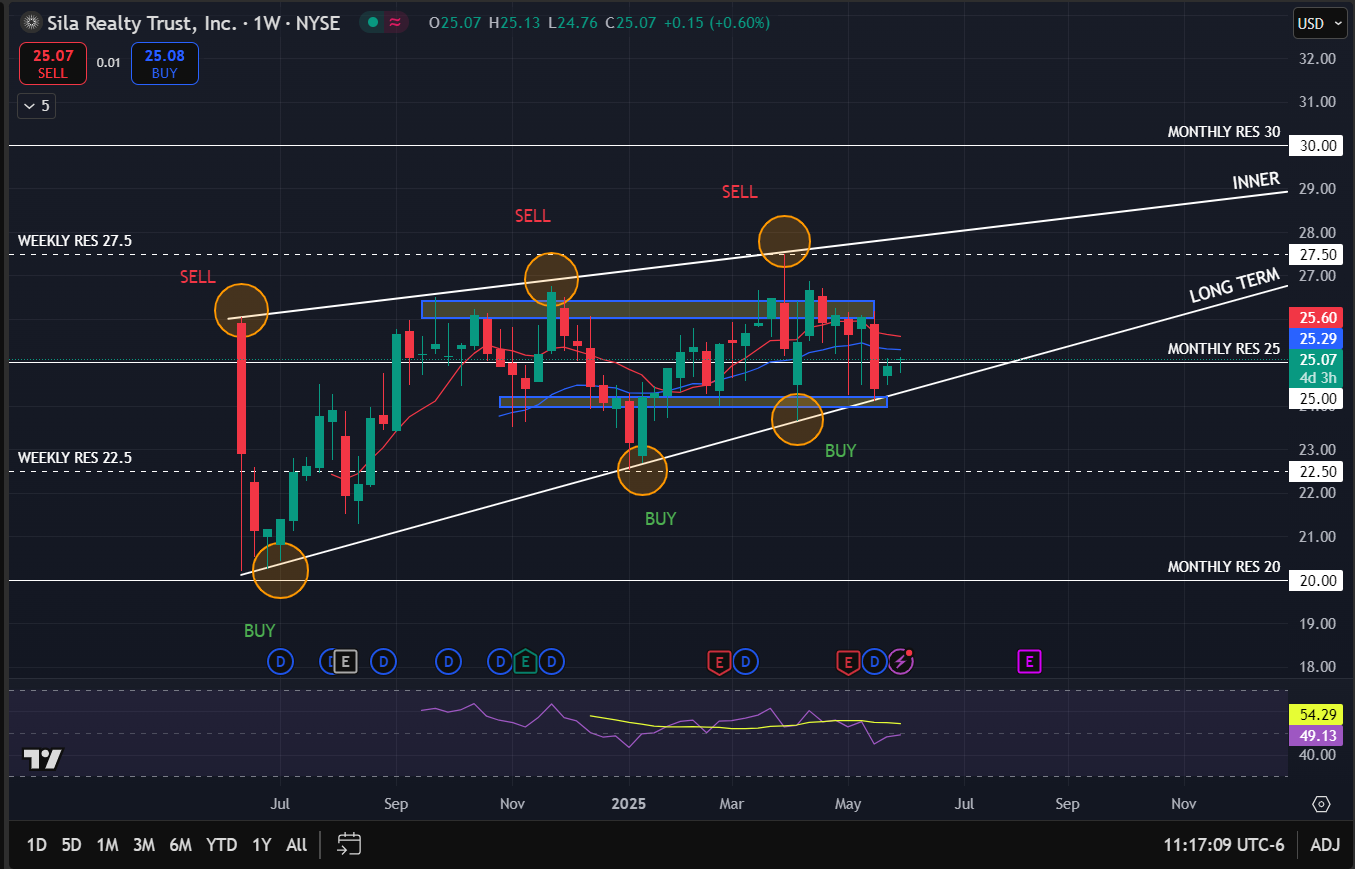 Sila Realty Trust, Inc. · 1W · NYSE O25.07 H25.13 L24.76 C25.07 +0.15 (+0.60%)
USD
25.07 0.01 25.08
SELL BUY
5
32.00
31.00
MONTHLY RES 30
30.00
INNER
29.00
SELL
SELL
28.00
WEEKLY RES 27.5
27.50
SELL
27.00
LONG TERM
25.60
25.29
MONTHLY RES 25
25.07
4d 3h
25.00
BUY
23.00
WEEKLY RES 22.5
22.50
22.00
BUY
21.00
MONTHLY RES 20
20.00
BUY
19.00
D E D D D E D E D E D E
18.00
54.29
49.13
40.00
Jul Sep Nov 2025 Mar May Jul Sep Nov
1D 5D 1M 3M 6M YTD 1Y All 11:17:09 UTC-6 ADJ